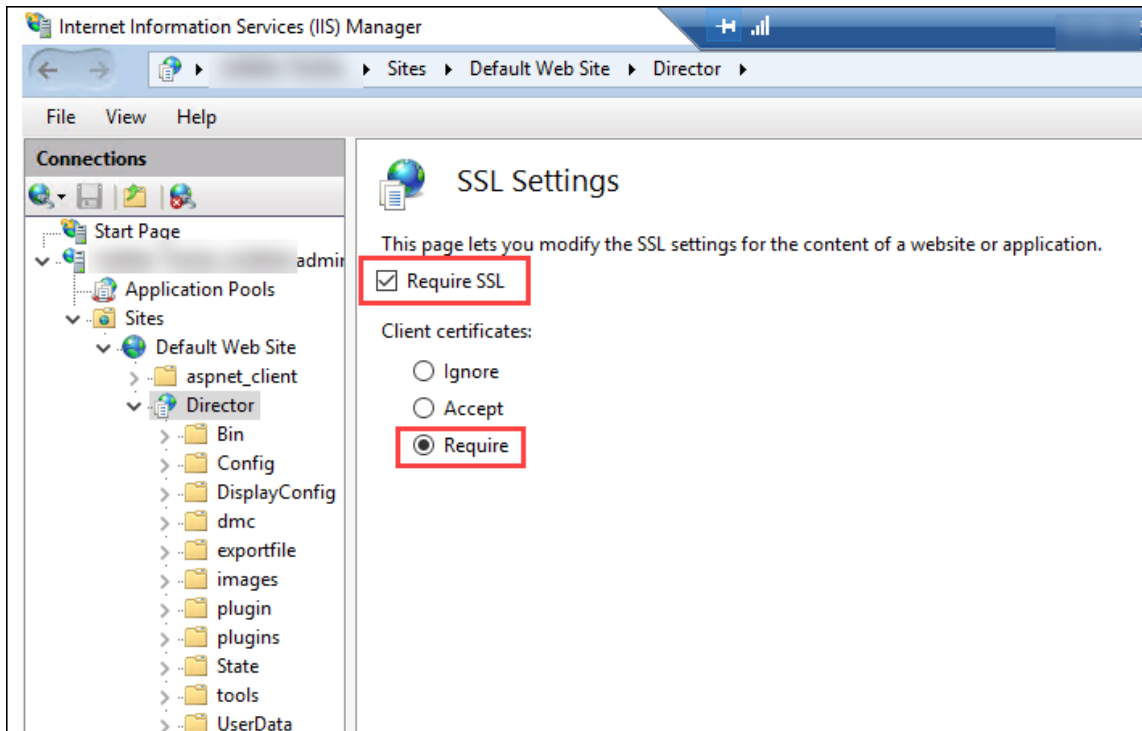 Internet Information Services (IIS) Manager
Sites Default Web Site Director
File View Help
Connections
Start Page
admin
Application Pools
Sites
Default Web Site
aspnet_client
Director
Bin
Config
DisplayConfig
dmc
exportfile
images
plugin
plugins
State
tools
UserData
SSL Settings
This page lets you modify the SSL settings for the content of a website or application.
Require SSL
Client certificates:
Ignore
Accept
Require